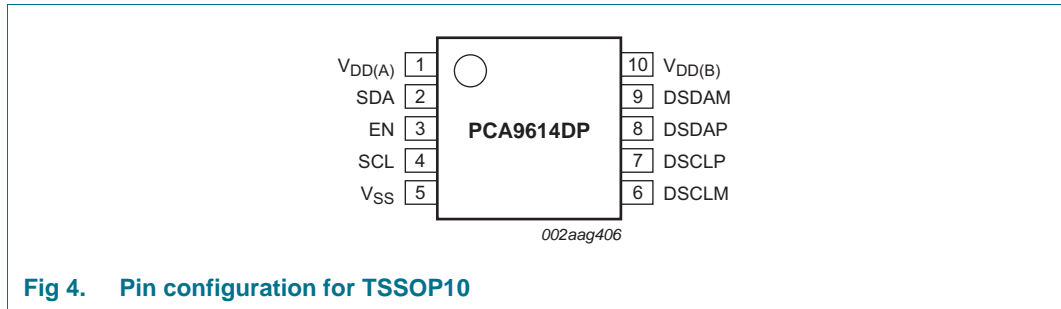 VDD(A) 1 10 VDD(B)
SDA 2 9 DSDAM
EN 3 PCA9614DP 8 DSDAP
SCL 4 7 DSCLP
VSS 5 6 DSCLM
002aag406
Fig 4. Pin configuration for TSSOP10